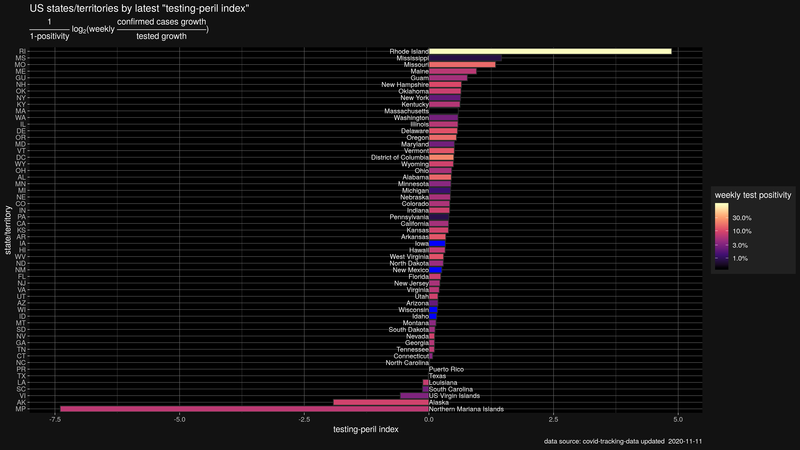 US states/territories by latest "testing-peril index"
1
1-positivity
log2(weekly
confirmed cases growth
tested growth
)
RI Rhode Island
MS Mississippi
MO Missouri
ME Maine
GU Guam
NH New Hampshire
OK Oklahoma
NY New York
KY Kentucky
MA Massachusetts
WA Washington
IL Illinois
DE Delaware
OR Oregon
MD Maryland
VT Vermont
DC District of Columbia
WY Wyoming
OH Ohio
AL Alabama
MN Minnesota
MI Michigan
NE Nebraska
CO Colorado
IN Indiana
PA Pennsylvania
CA California
KS Kansas
AR Arkansas
IA Iowa
HI Hawaii
WV West Virginia
ND North Dakota
NM New Mexico
FL Florida
NJ New Jersey
VA Virginia
UT Utah
AZ Arizona
WI Wisconsin
ID Idaho
MT Montana
SD South Dakota
NV Nevada
GA Georgia
TN Tennessee
CT Connecticut
NC North Carolina
PR Puerto Rico
TX Texas
LA Louisiana
SC South Carolina
VI US Virgin Islands
AK Alaska
MP Northern Mariana Islands
state/territory
-7.5 -5.0 -2.5 0.0 2.5 5.0
testing-peril index
weekly test positivity
30.0%
10.0%
3.0%
1.0%
data source: covid-tracking-data updated 2020-11-11